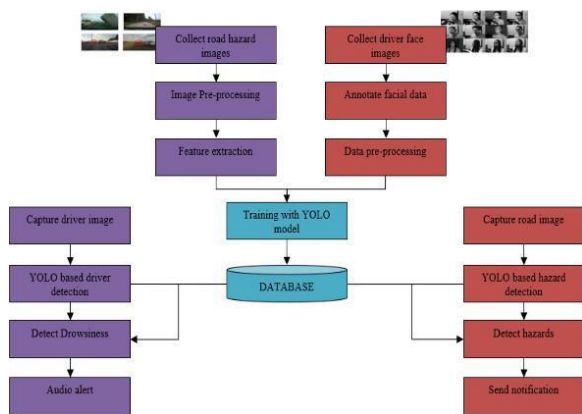 Collect road hazard
images
Collect driver face
images
Image Pre-processing
Annotate facial data
Feature extraction
Data pre-processing
Training with YOLO
model
Capture driver image
Capture road image
YOLO based driver
detection
DATABASE
YOLO based hazard
detection
Detect Drowsiness
Detect hazards
Audio alert
Send notification